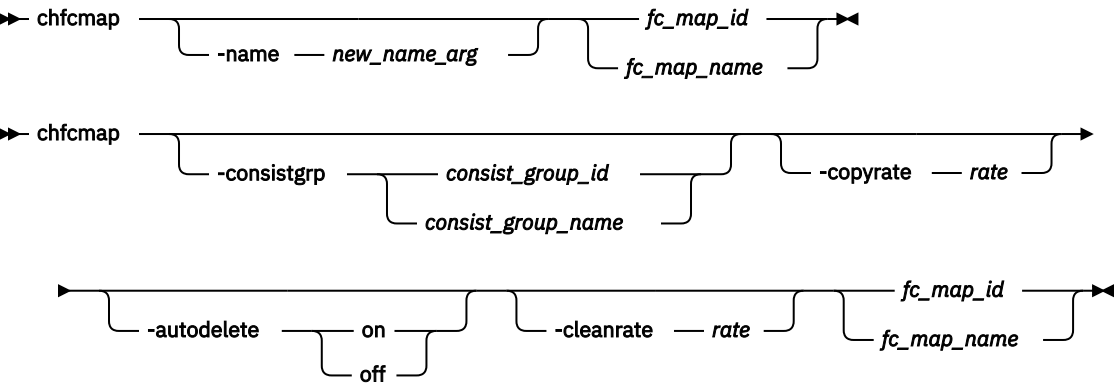 chfcmap -name new_name_arg fc_map_id
fc_map_name
chfcmap -consistgrp consist_group_id -copyrate rate
consist_group_name
-autodelete on -cleanrate rate fc_map_id
off fc_map_name